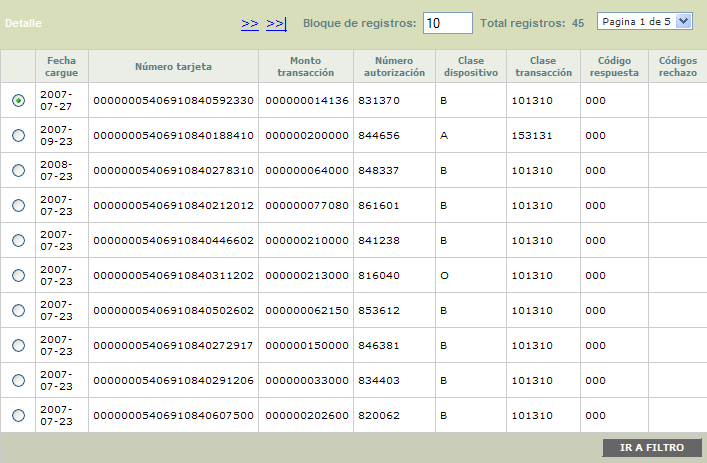 Detalle >> >>| Bloque de registros: 10 Total registros: 45 Pagina 1 de 5
Fecha cargue Número tarjeta Monto transacción Número autorización Clase dispositivo Clase transacción Código respuesta Códigos rechazo
2007-07-27 00000005406910840592330 000000014136 831370 B 101310 000
2007-09-23 00000005406910840188410 000000200000 844656 A 153131 000
2008-07-23 00000005406910840278310 000000064000 848337 B 101310 000
2007-07-23 00000005406910840212012 000000077080 861601 B 101310 000
2007-07-23 00000005406910840446602 000000210000 841238 B 101310 000
2007-07-23 00000005406910840311202 000000213000 816040 O 101310 000
2007-07-23 00000005406910840502602 000000062150 853612 B 101310 000
2007-07-23 00000005406910840272917 000000150000 846381 B 101310 000
2007-07-23 00000005406910840291206 000000033000 834403 B 101310 000
2007-07-23 00000005406910840607500 000000202600 820062 B 101310 000
IR A FILTRO